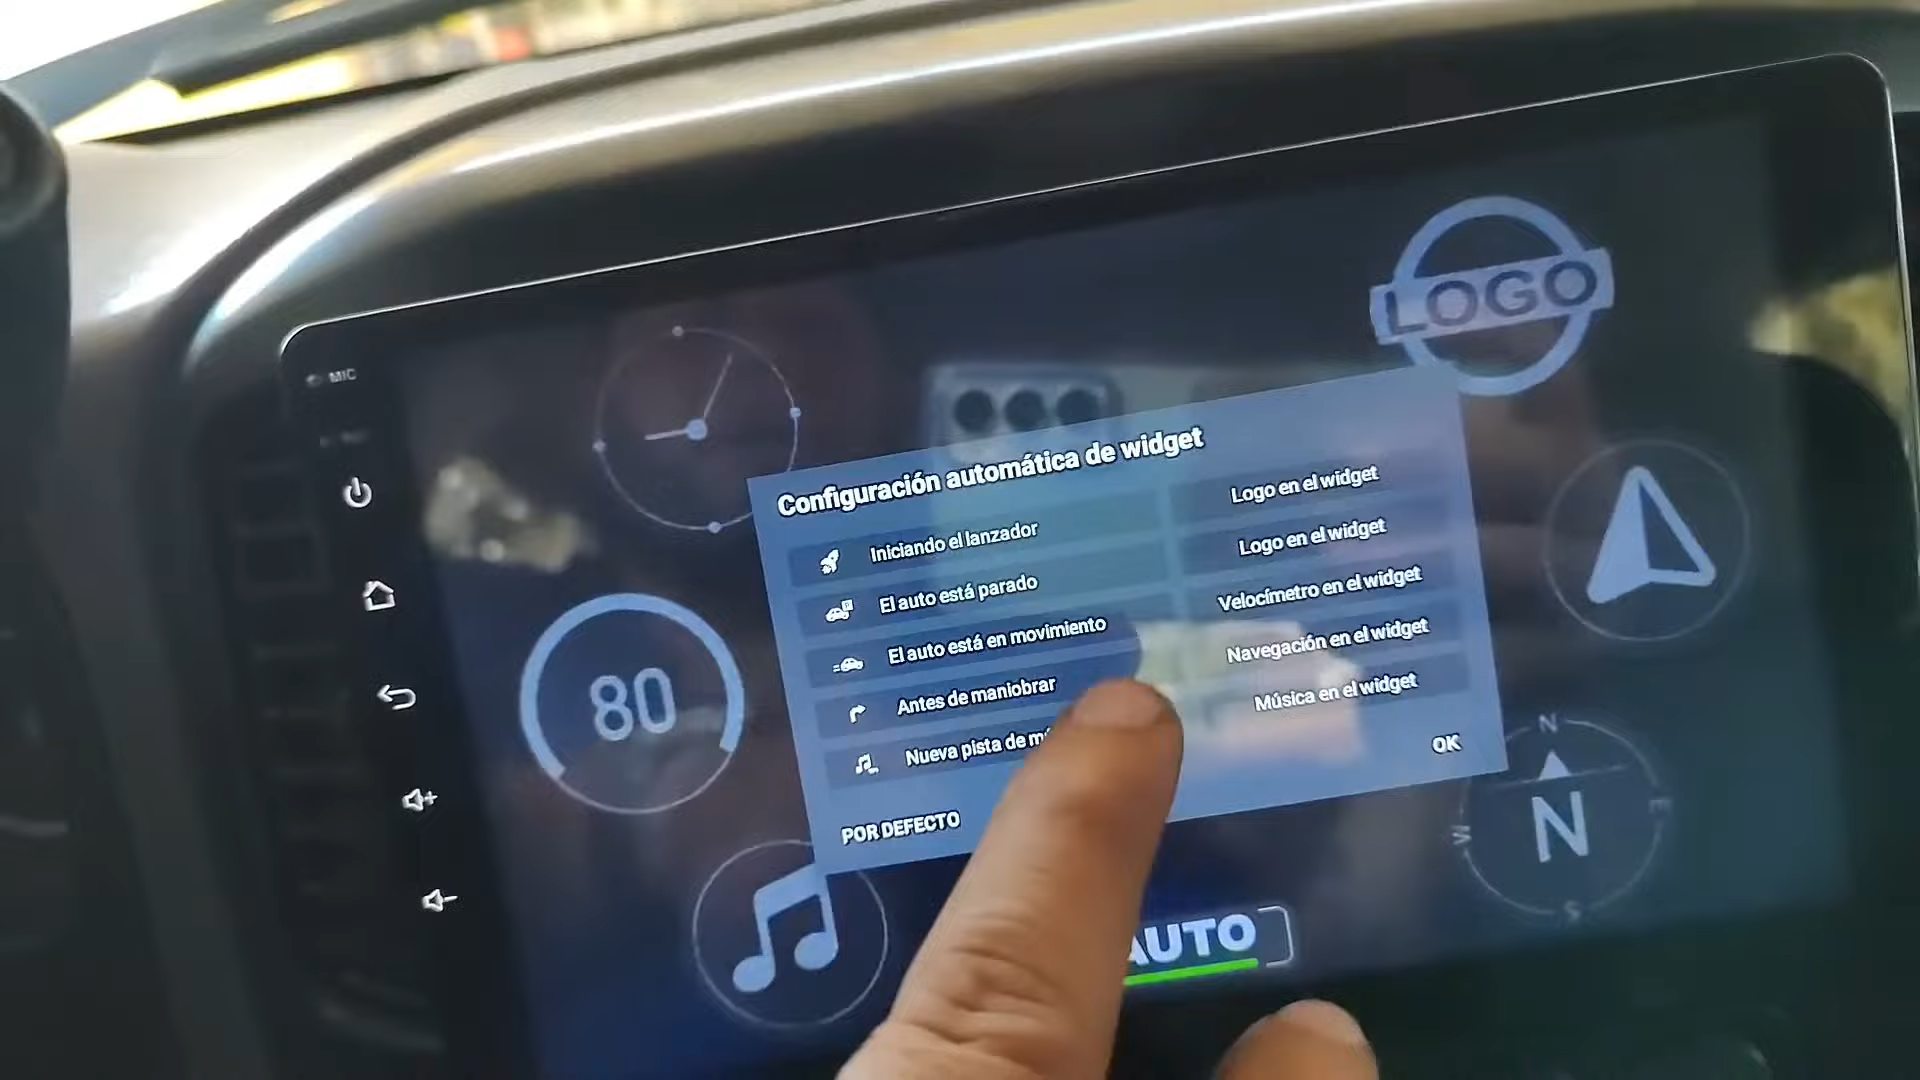 MIC
LOGO
Configuración automática de widget
Iniciando el lanzador
Logo en el widget
El auto está parado
Logo en el widget
El auto está en movimiento
Velocímetro en el widget
Antes de maniobrar
Navegación en el widget
Nueva pista de
Música en el widget
POR DEFECTO
OK
80
N
E
S
W
N
AUTO